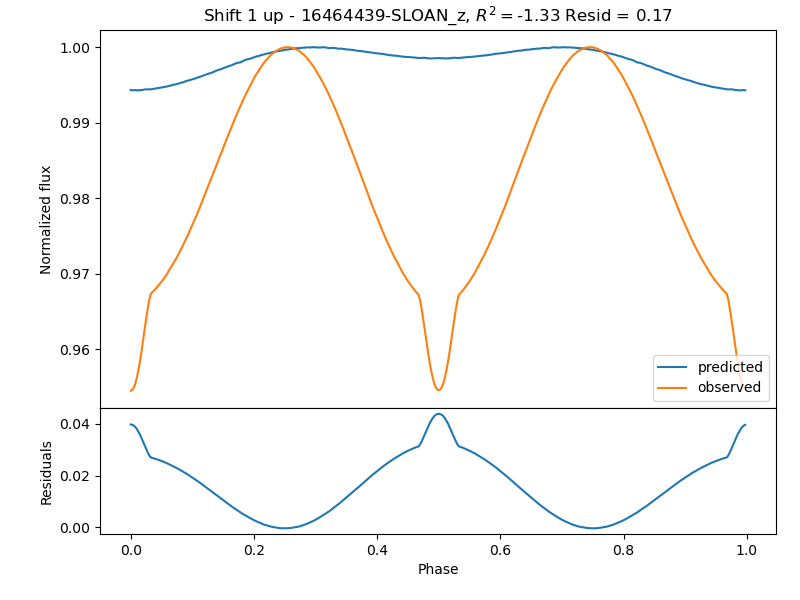 Shift 1 up - 16464439-SLOAN_z, R² = -1.33 Resid = 0.17
1.00
0.99
0.98
0.97
0.96
Normalized flux
predicted
observed
0.04
0.02
0.00
Residuals
0.0 0.2 0.4 0.6 0.8 1.0
Phase